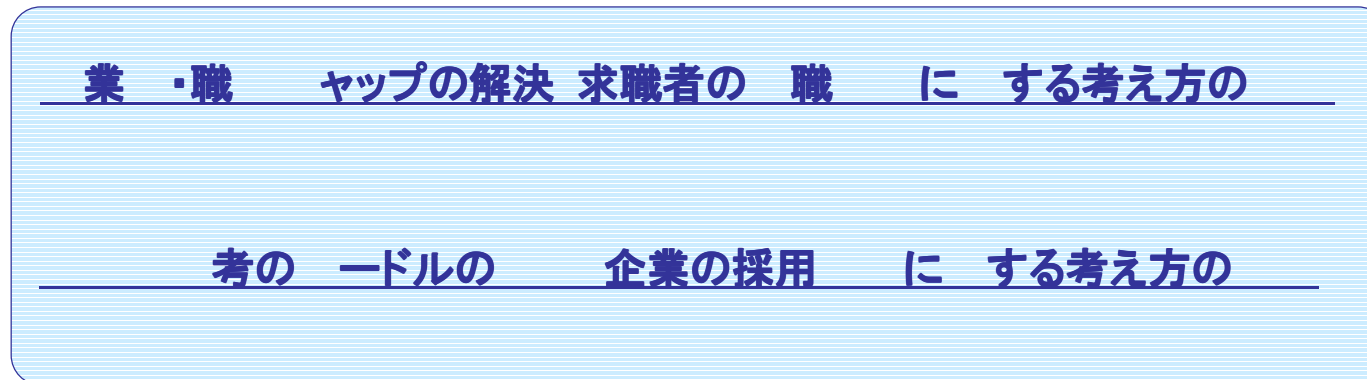 業 ・職 ャップの解決 求職者の 職 に する考え方の
考の ードルの 企業の採用 に する考え方の